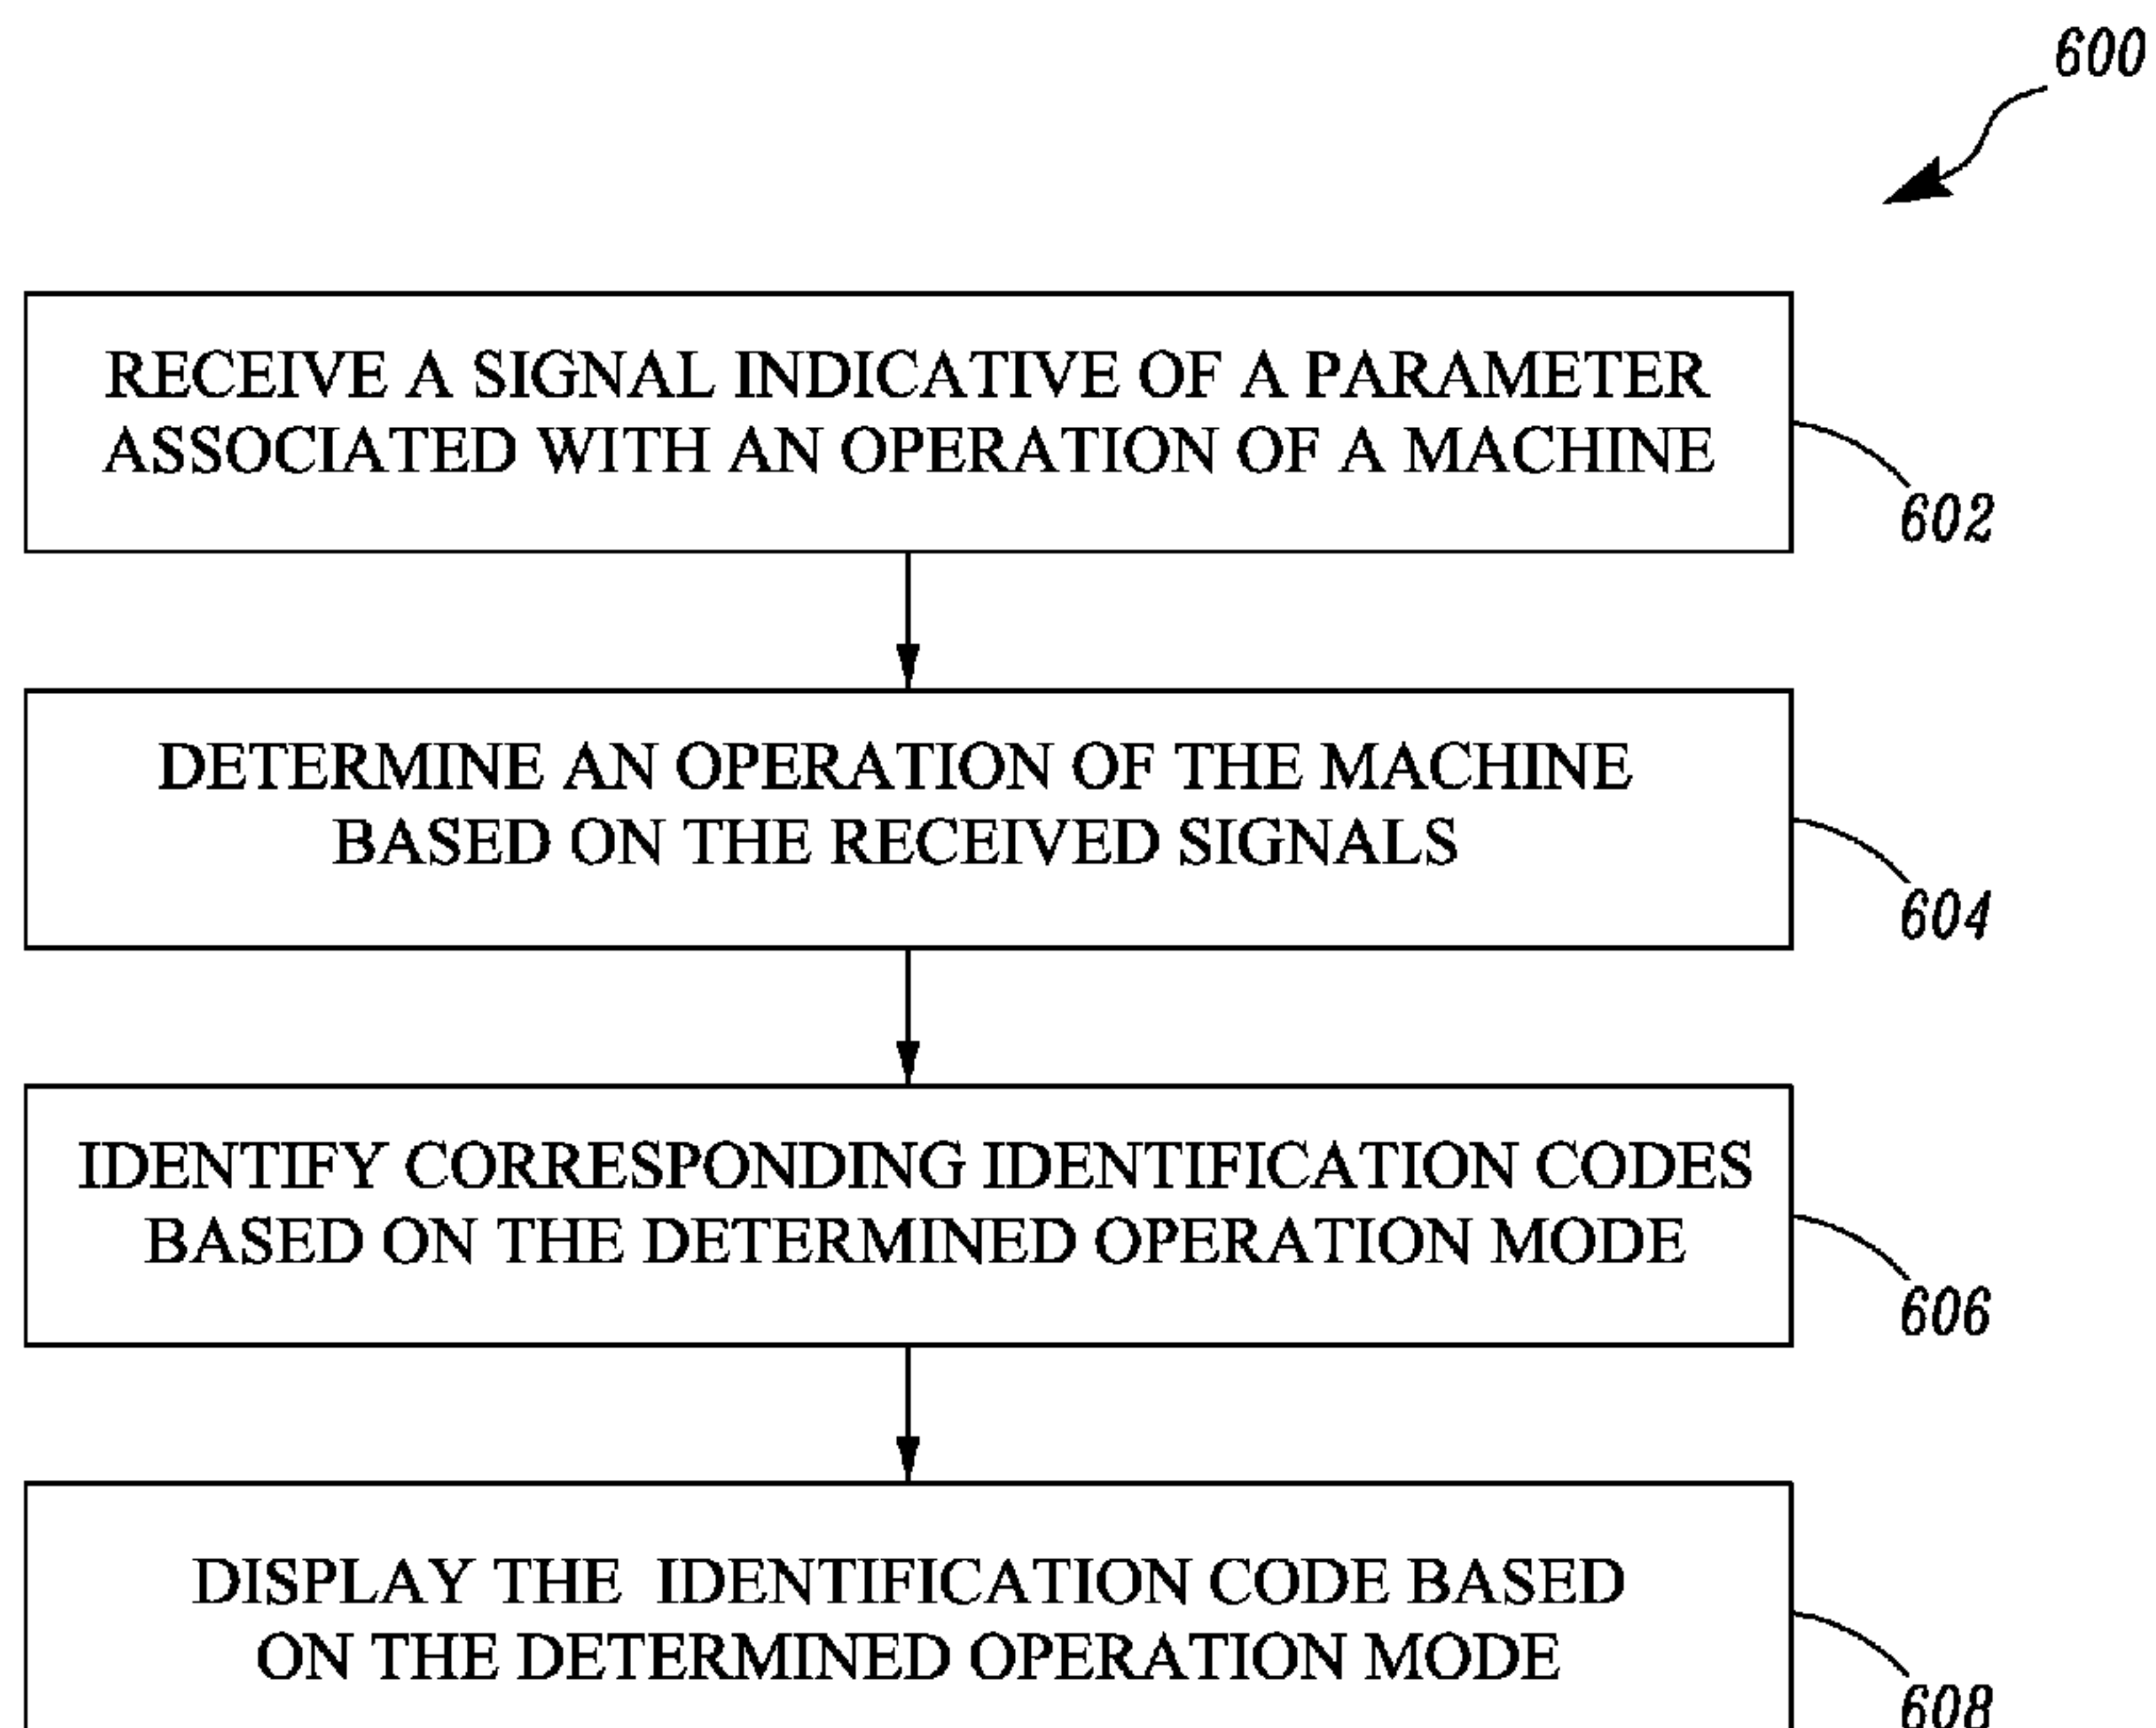 600
RECEIVE A SIGNAL INDICATIVE OF A PARAMETER
ASSOCIATED WITH AN OPERATION OF A MACHINE
602
DETERMINE AN OPERATION OF THE MACHINE
BASED ON THE RECEIVED SIGNALS
604
IDENTIFY CORRESPONDING IDENTIFICATION CODES
BASED ON THE DETERMINED OPERATION MODE
606
DISPLAY THE IDENTIFICATION CODE BASED
ON THE DETERMINED OPERATION MODE
608